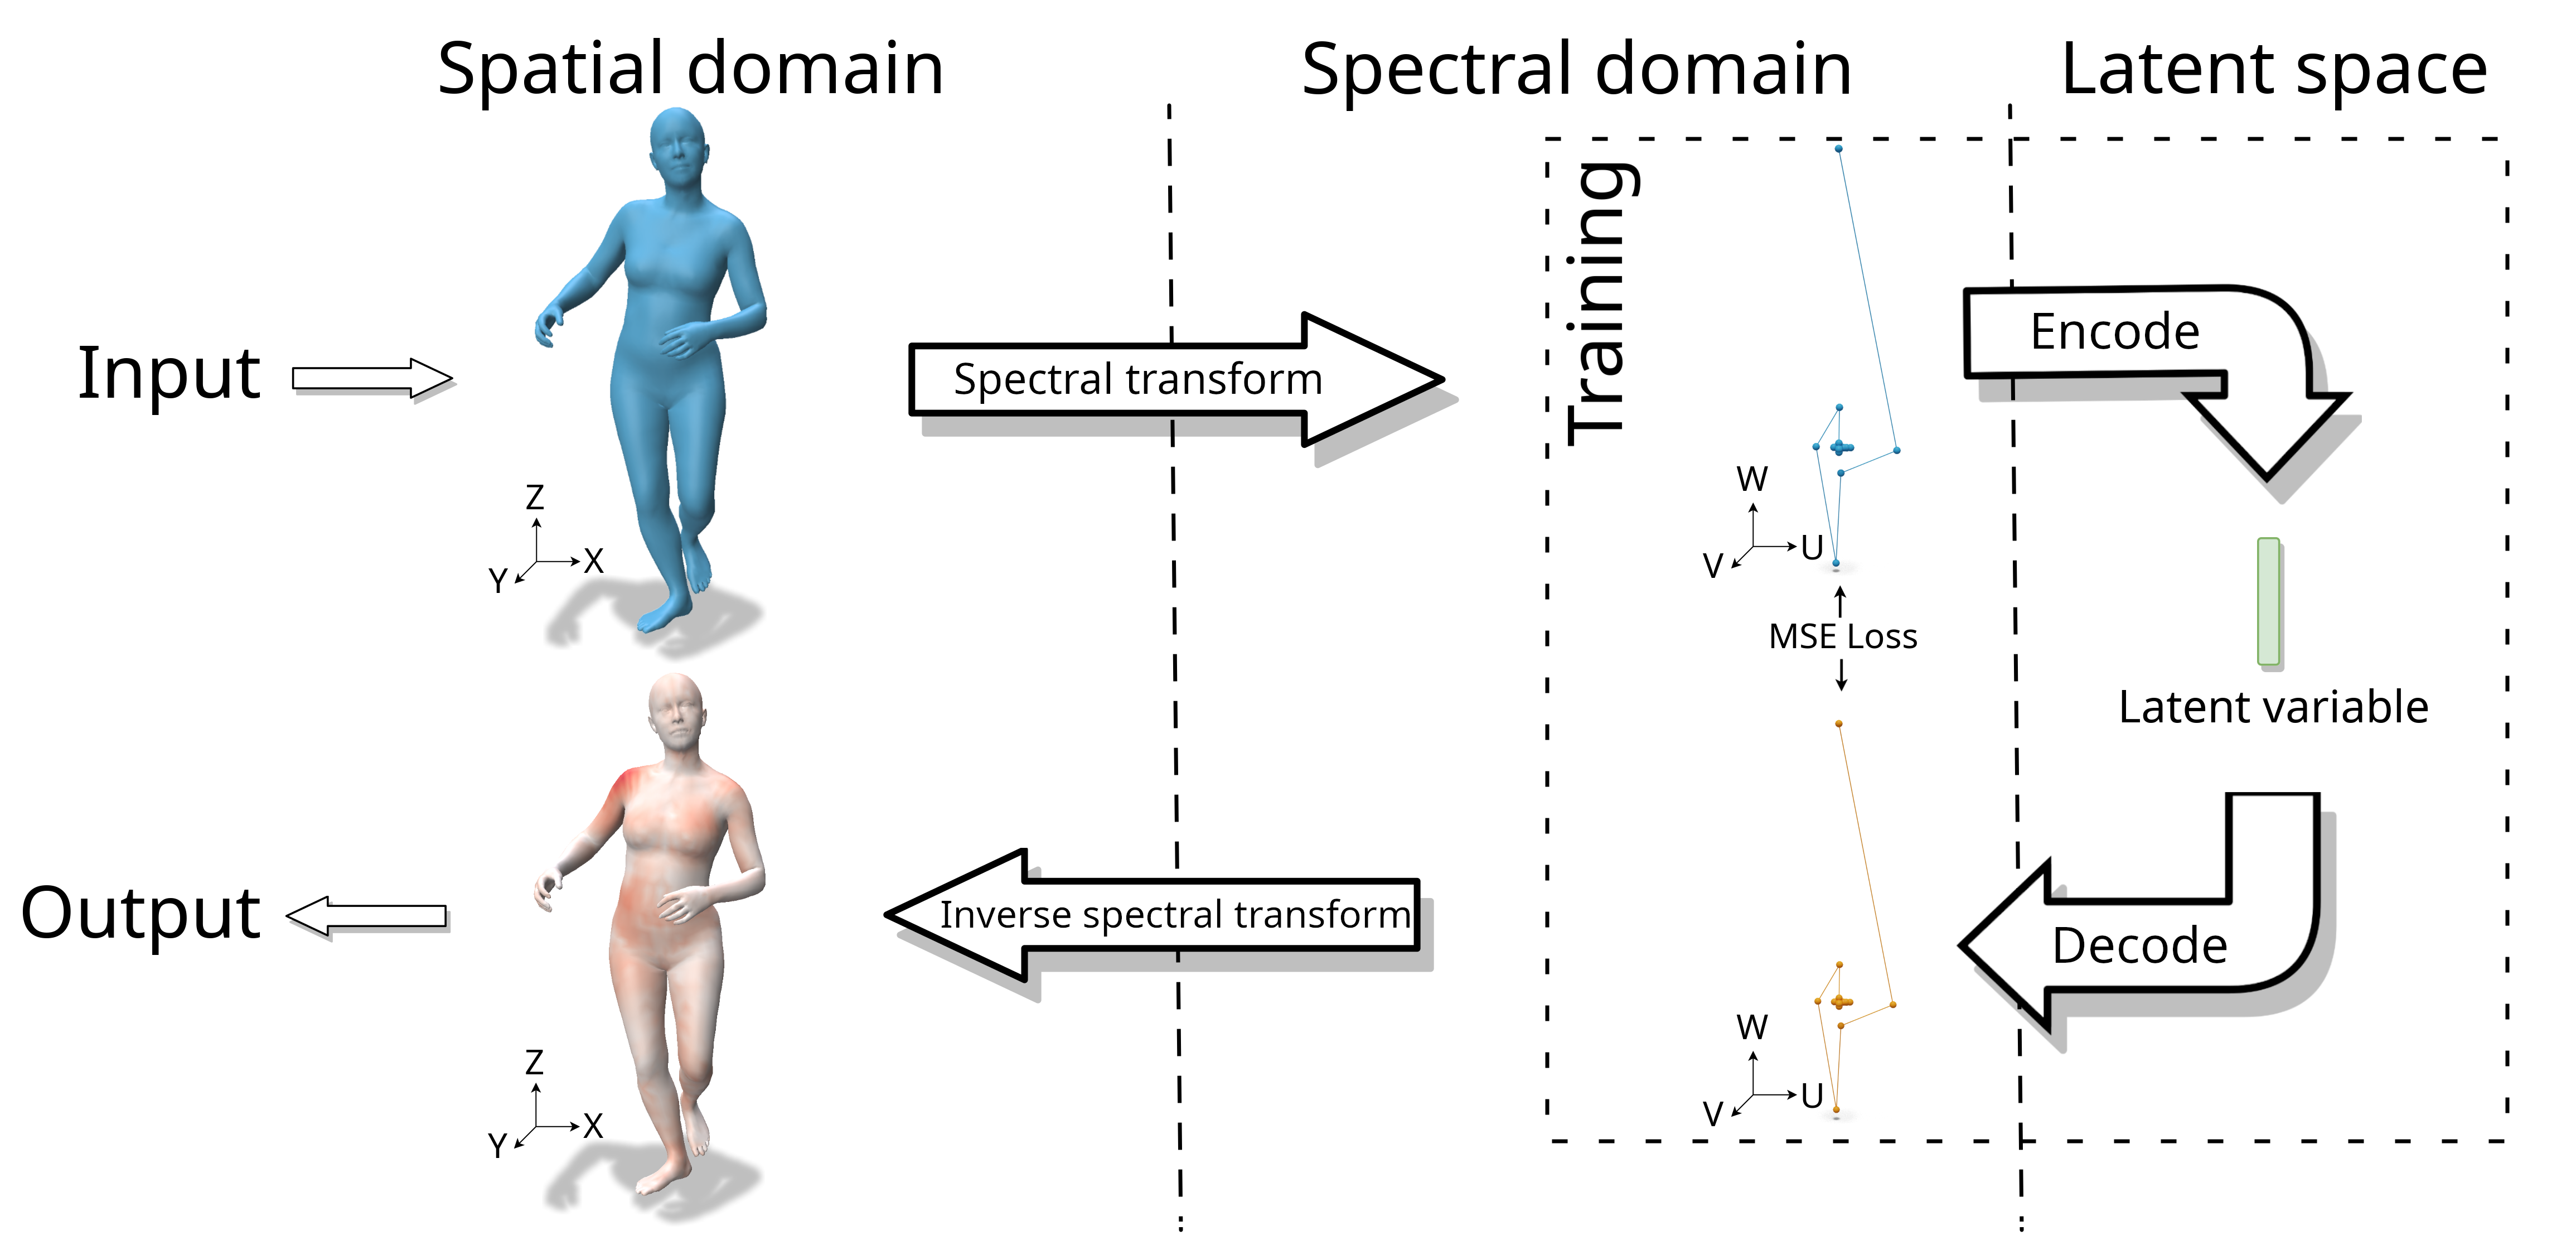 Spatial domain
Spectral domain
Latent space
Training
Input
Spectral transform
Encode
Z
X
Y
W
U
V
MSE Loss
Latent variable
Output
Inverse spectral transform
Decode
Z
X
Y
W
U
V